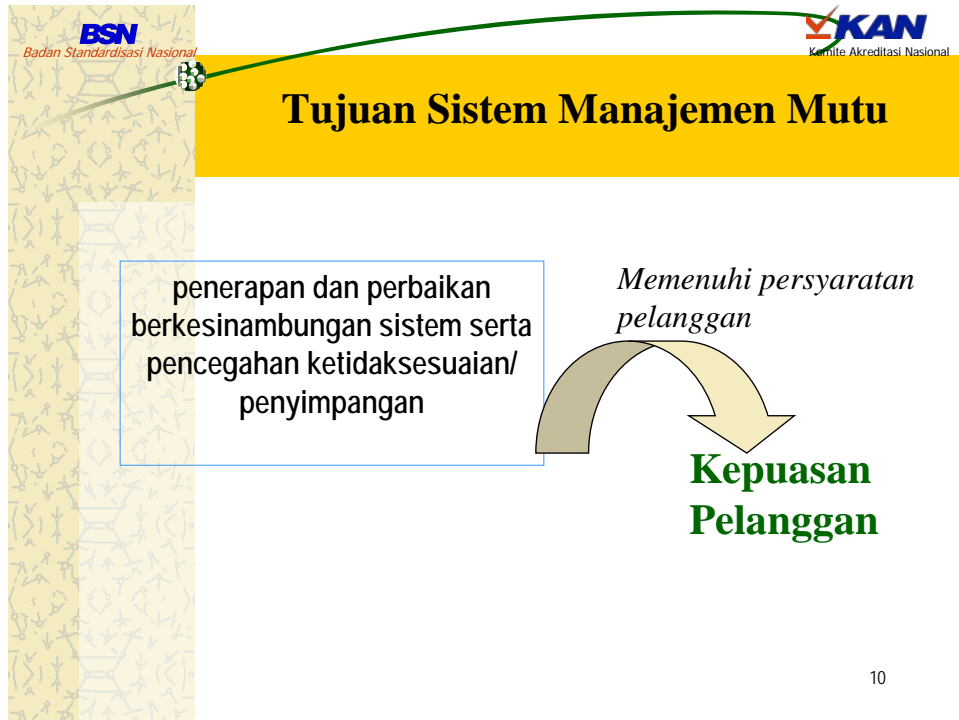 BSN
Badan Standardisasi Nasional
KAN
Komite Akreditasi Nasional
Tujuan Sistem Manajemen Mutu
penerapan dan perbaikan
berkesinambungan sistem serta
pencegahan ketidaksesuaian/
penyimpangan
Memenuhi persyaratan
pelanggan
Kepuasan
Pelanggan
10